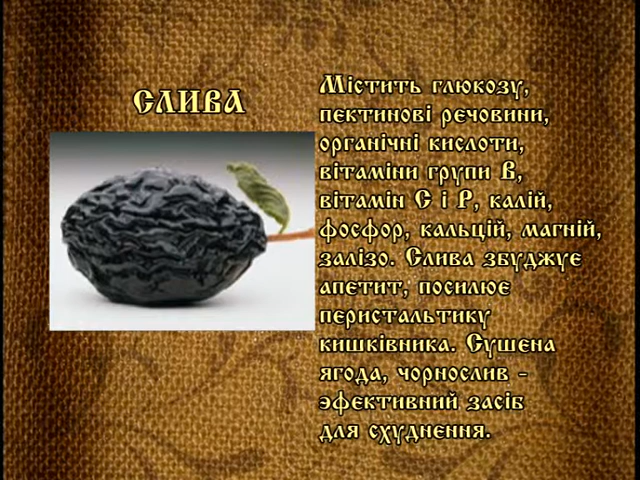 СЛИВА
Містить глюкозу,
пектинові речовини,
органічні кислоти,
вітаміни групи В,
вітамін С і Р, калій,
фосфор, кальцій, магній,
залізо. Слива збуджує
апетит, посилює
перистальтику
кишківника. Сушена
ягода, чорнослив -
эфективний засіб
для схуднення.